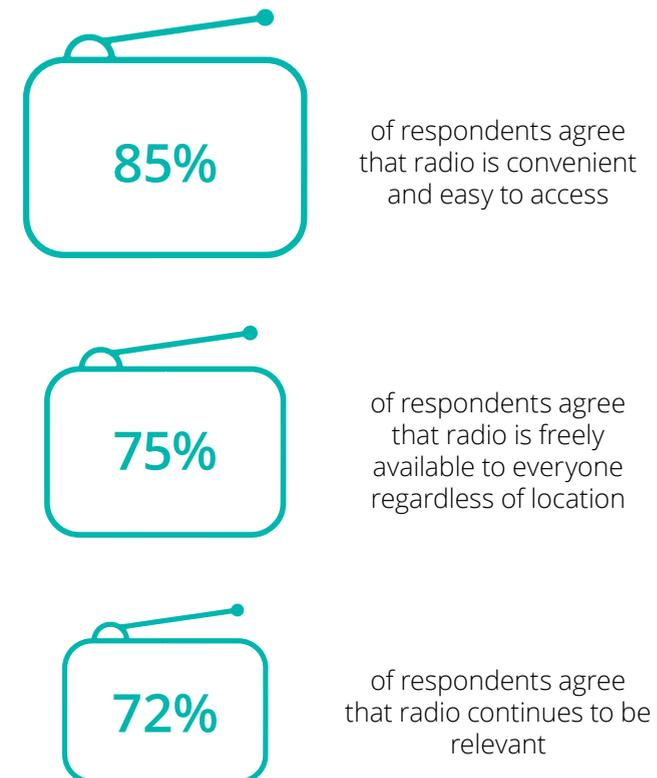 85%
of respondents agree
that radio is convenient
and easy to access
75%
of respondents agree
that radio is freely
available to everyone
regardless of location
72%
of respondents agree
that radio continues to be
relevant